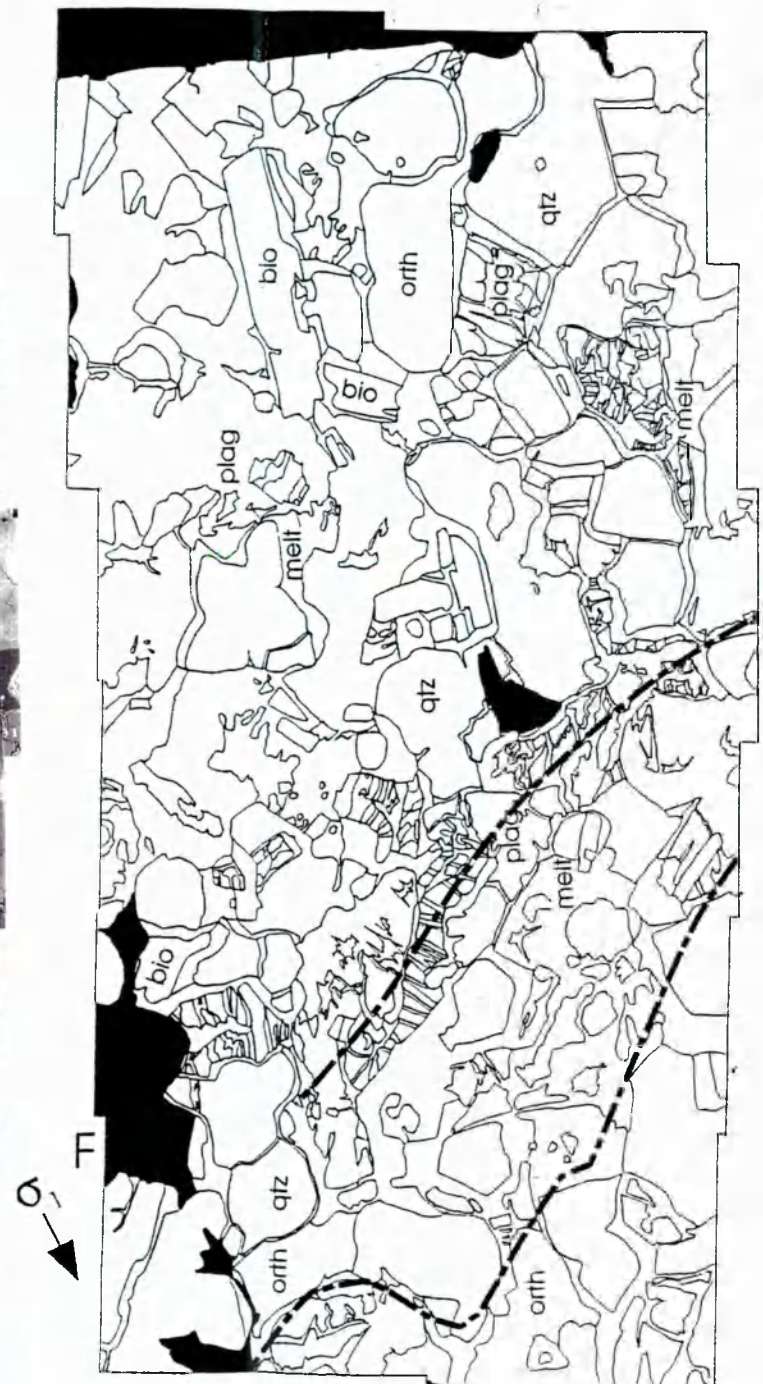 bio
orth
qtz
plag
bio
plag
melt
melt
qtz
plag
melt
bio
F
σ₁
qtz
orth
orth